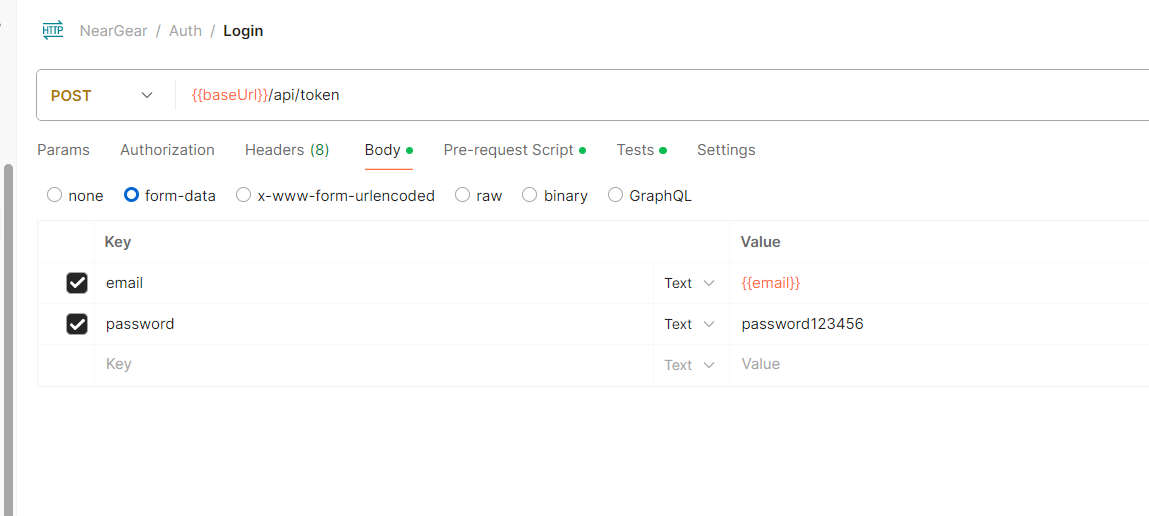 HTTP NearGear / Auth / Login
POST {{baseUrl}}/api/token
Params Authorization Headers (8) Body Pre-request Script Tests Settings
none form-data x-www-form-urlencoded raw binary GraphQL
Key Value
email Text {{email}}
password Text password123456
Key Text Value